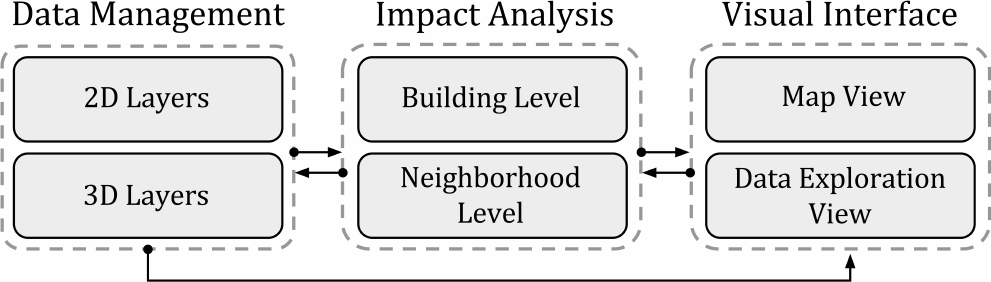 Data Management
Impact Analysis
Visual Interface
2D Layers
3D Layers
Building Level
Neighborhood
Level
Map View
Data Exploration
View